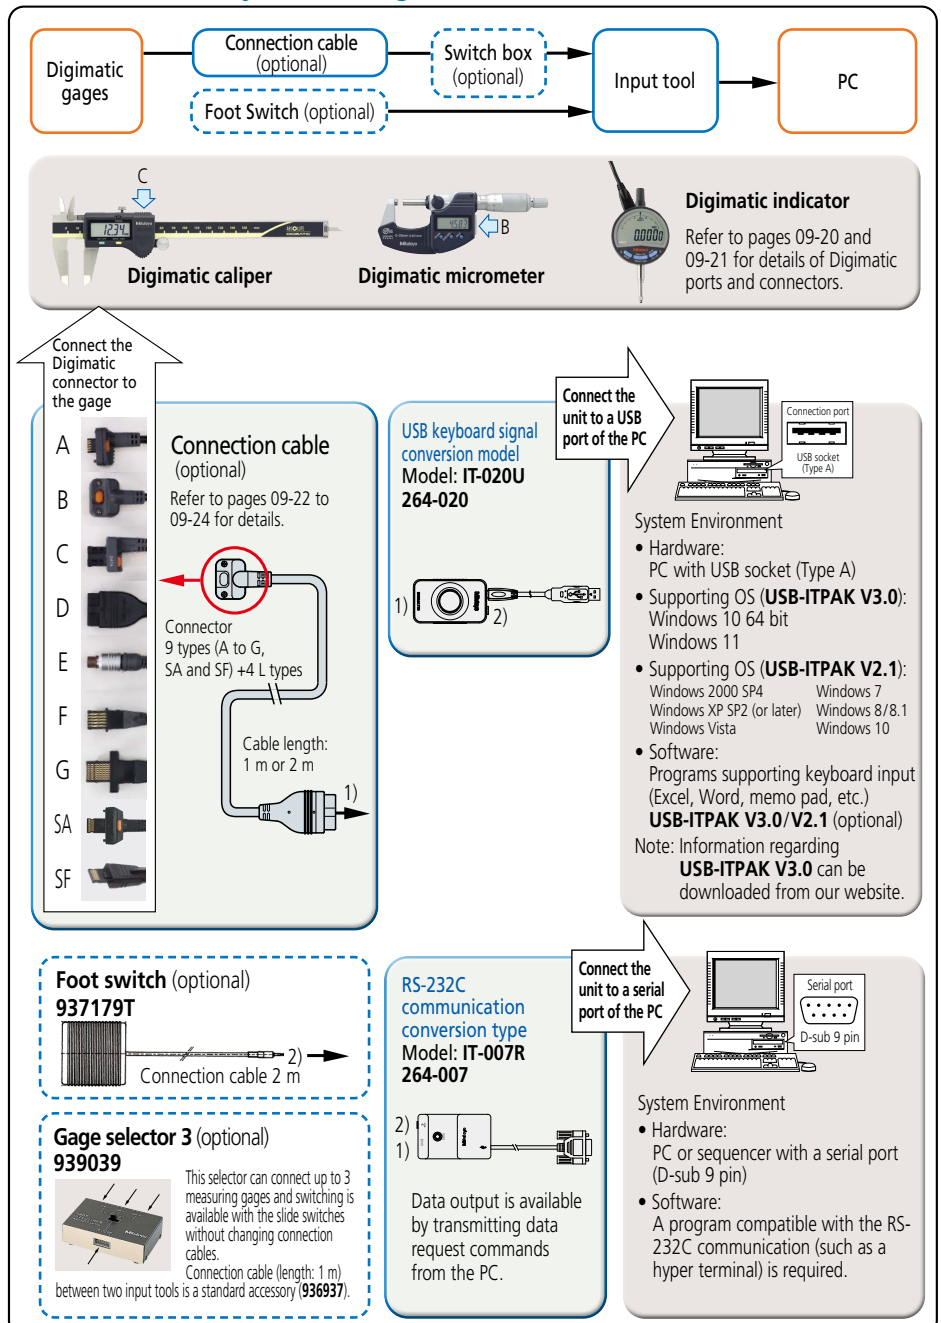 Digimatic
gages
Connection cable
(optional)
Switch box
(optional)
Foot Switch (optional)
Input tool
PC
C
B
Digimatic caliper
Digimatic micrometer
Digimatic indicator
Refer to pages 09-20 and
09-21 for details of Digimatic
ports and connectors.
Connect the
Digimatic
connector to
the gage
A
B
C
D
E
F
G
SA
SF
Connection cable
(optional)
Refer to pages 09-22 to
09-24 for details.
Connector
9 types (A to G,
SA and SF) +4 L types
Cable length:
1 m or 2 m
1)
USB keyboard signal
conversion model
Model: IT-020U
264-020
1)
2)
Connect the
unit to a USB
port of the PC
Connection port
USB socket
(Type A)
System Environment
• Hardware:
PC with USB socket (Type A)
• Supporting OS (USB-ITPAK V3.0):
Windows 10 64 bit
Windows 11
• Supporting OS (USB-ITPAK V2.1):
Windows 2000 SP4 Windows 7
Windows XP SP2 (or later) Windows 8/8.1
Windows Vista Windows 10
• Software:
Programs supporting keyboard input
(Excel, Word, memo pad, etc.)
USB-ITPAK V3.0/V2.1 (optional)
Note: Information regarding
USB-ITPAK V3.0 can be
downloaded from our website.
Foot switch (optional)
937179T
2)
Connection cable 2 m
Gage selector 3 (optional)
939039
This selector can connect up to 3
measuring gages and switching is
available with the slide switches
without changing connection
cables.
Connection cable (length: 1 m)
between two input tools is a standard accessory (936937).
RS-232C
communication
conversion type
Model: IT-007R
264-007
2)
1)
Data output is available
by transmitting data
request commands
from the PC.
Connect the
unit to a serial
port of the PC
Serial port
D-sub 9 pin
System Environment
• Hardware:
PC or sequencer with a serial port
(D-sub 9 pin)
• Software:
A program compatible with the RS-
232C communication (such as a
hyper terminal) is required.